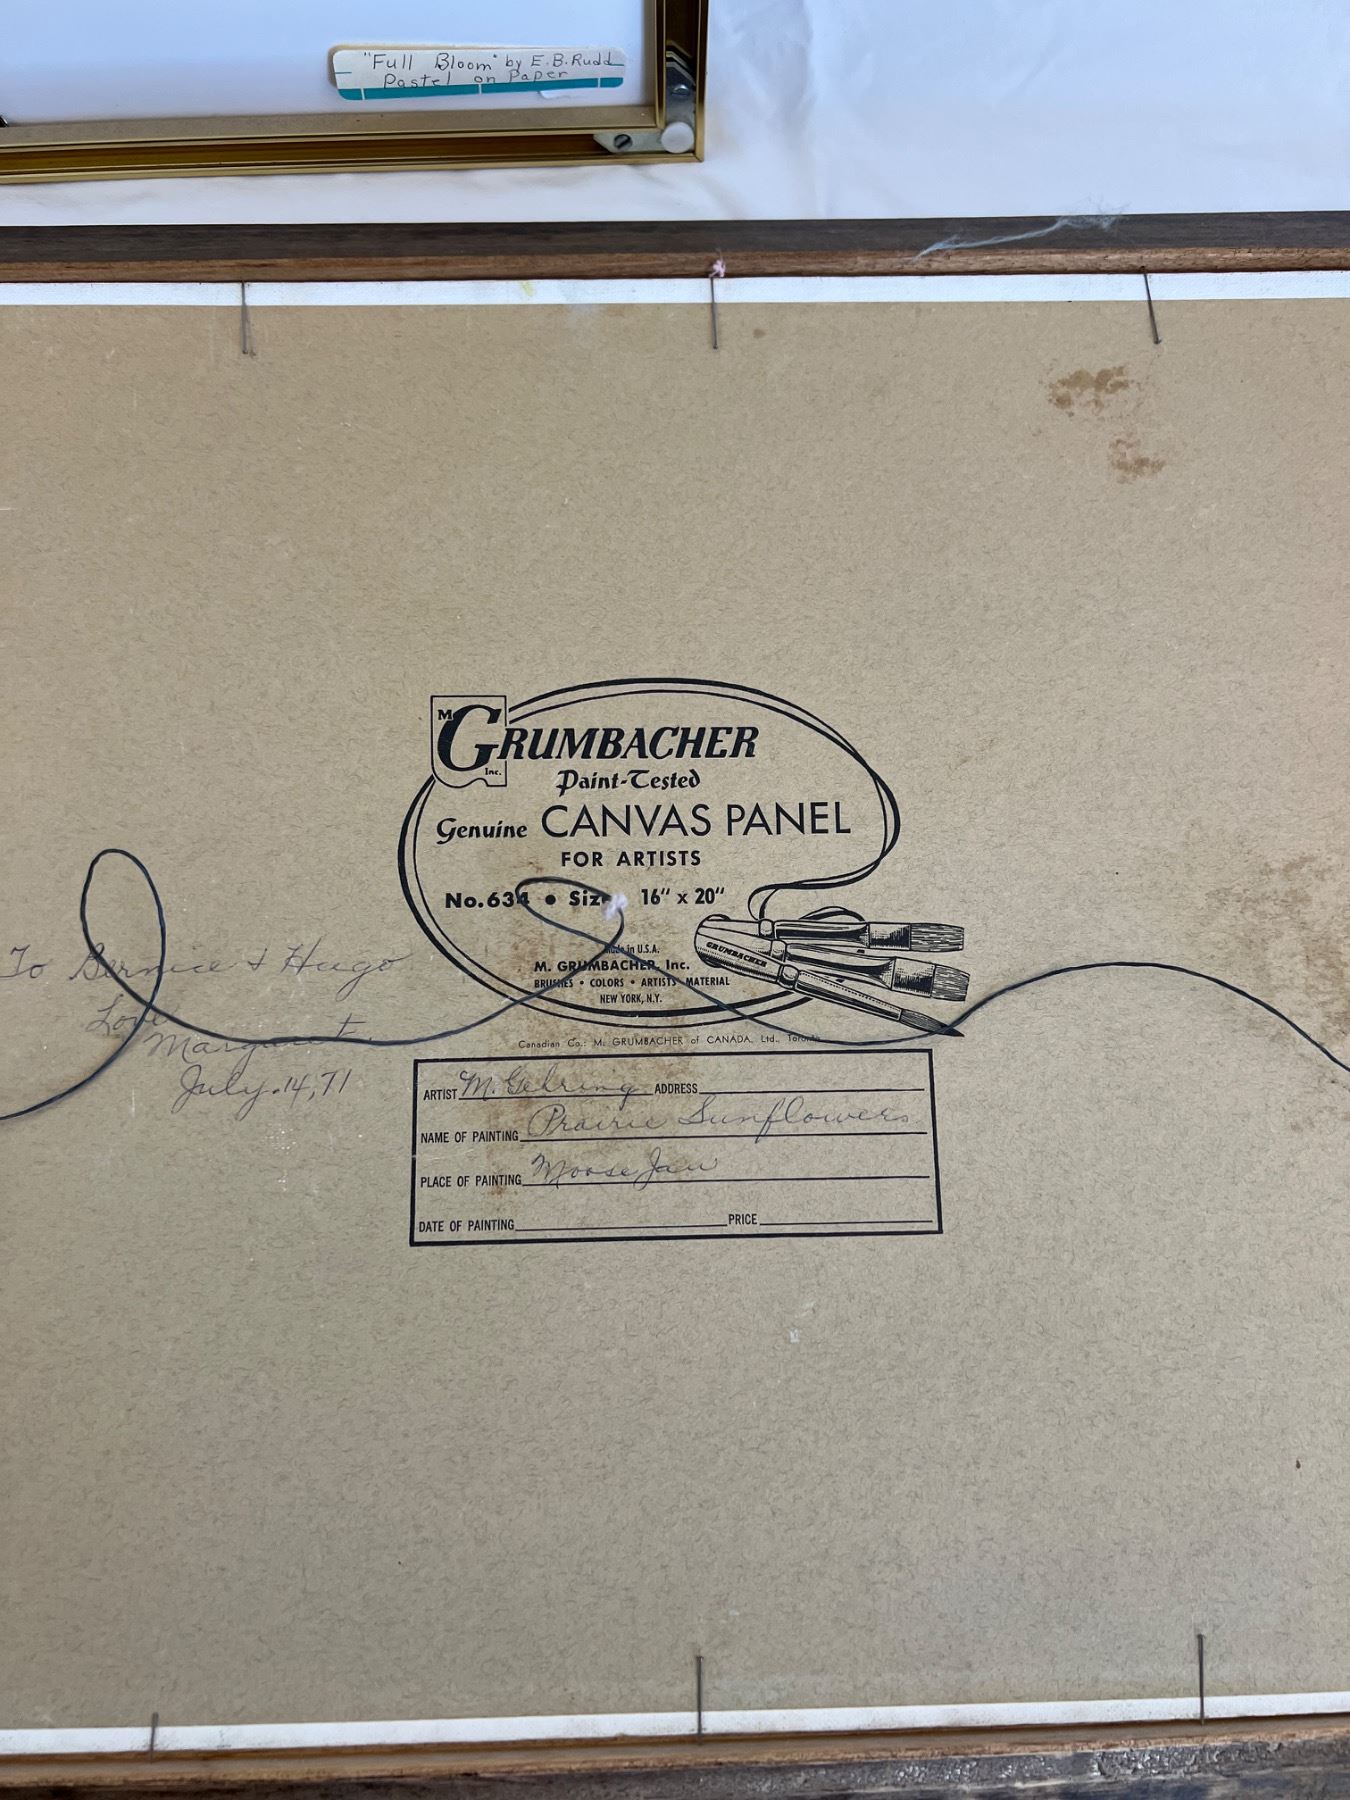 "Full Bloom" by E.B. Rudd
Pastel on Paper
M. GRUMBACHER
Inc.
Paint-Tested
Genuine CANVAS PANEL
FOR ARTISTS
No. 634 • Size 16" x 20"
Made in U.S.A.
M. GRUMBACHER, Inc.
BRUSHES • COLORS • ARTISTS' MATERIAL
NEW YORK, N.Y.
GRUMBACHER
Canadian Co.: M. GRUMBACHER of CANADA, Ltd., Toronto
To Bernice & Hugo
Love
Margaret
July. 14, 71
ARTIST M. Gehring ADDRESS
NAME OF PAINTING Prairie Sunflowers
PLACE OF PAINTING Moose Jaw
DATE OF PAINTING PRICE